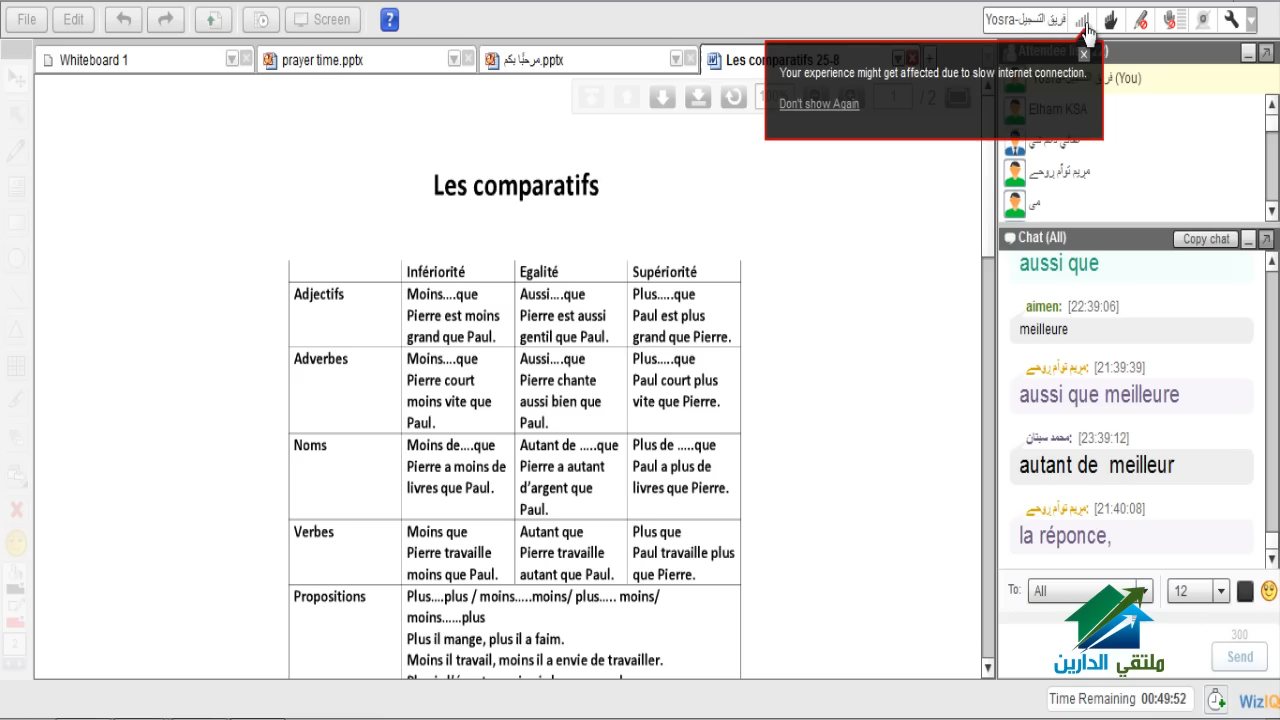 File Edit Screen ?
Yosra-فريق التسجيل
Whiteboard 1
prayer time.pptx
مرحبًا بكم.pptx
Les comparatifs 25-8
Your experience might get affected due to slow internet connection.
Don't show Again
1 / 2
Les comparatifs
Infériorité Egalité Supériorité
Adjectifs Moins....que Aussi....que Plus.....que
Pierre est moins Pierre est aussi Paul est plus
grand que Paul. gentil que Paul. grand que Pierre.
Adverbes Moins....que Aussi....que Plus.....que
Pierre court Pierre chante Paul court plus
moins vite que aussi bien que vite que Pierre.
Paul. Paul.
Noms Moins de....que Autant de .....que Plus de .....que
Pierre a moins de Pierre a autant Paul a plus de
livres que Paul. d'argent que livres que Pierre.
Paul.
Verbes Moins que Autant que Plus que
Pierre travaille Pierre travaille Paul travaille plus
moins que Paul. autant que Paul. que Pierre.
Propositions Plus....plus / moins.....moins/ plus..... moins/
moins......plus
Plus il mange, plus il a faim.
Moins il travail, moins il a envie de travailler.
Attendee
فريق التسجيل (You)
Elham KSA
مريم توأم روحي
مى
Chat (All) Copy chat
aussi que
aimen: [22:39:06]
meilleure
مريم توأم روحي: [21:39:39]
aussi que meilleure
محمد سيتان: [23:39:12]
autant de meilleur
مريم توأم روحي: [21:40:08]
la réponce,
To: All 12
ملتقي الدارين
300
Send
Time Remaining 00:49:52
WizIQ